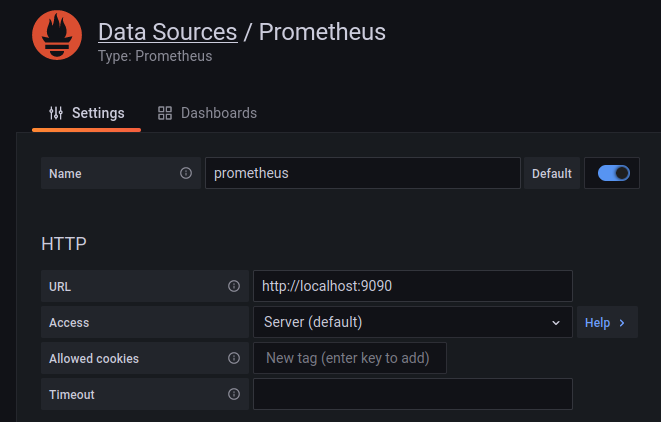 Data Sources / Prometheus
Type: Prometheus
Settings Dashboards
Name prometheus Default
HTTP
URL http://localhost:9090
Access Server (default) Help
Allowed cookies New tag (enter key to add)
Timeout